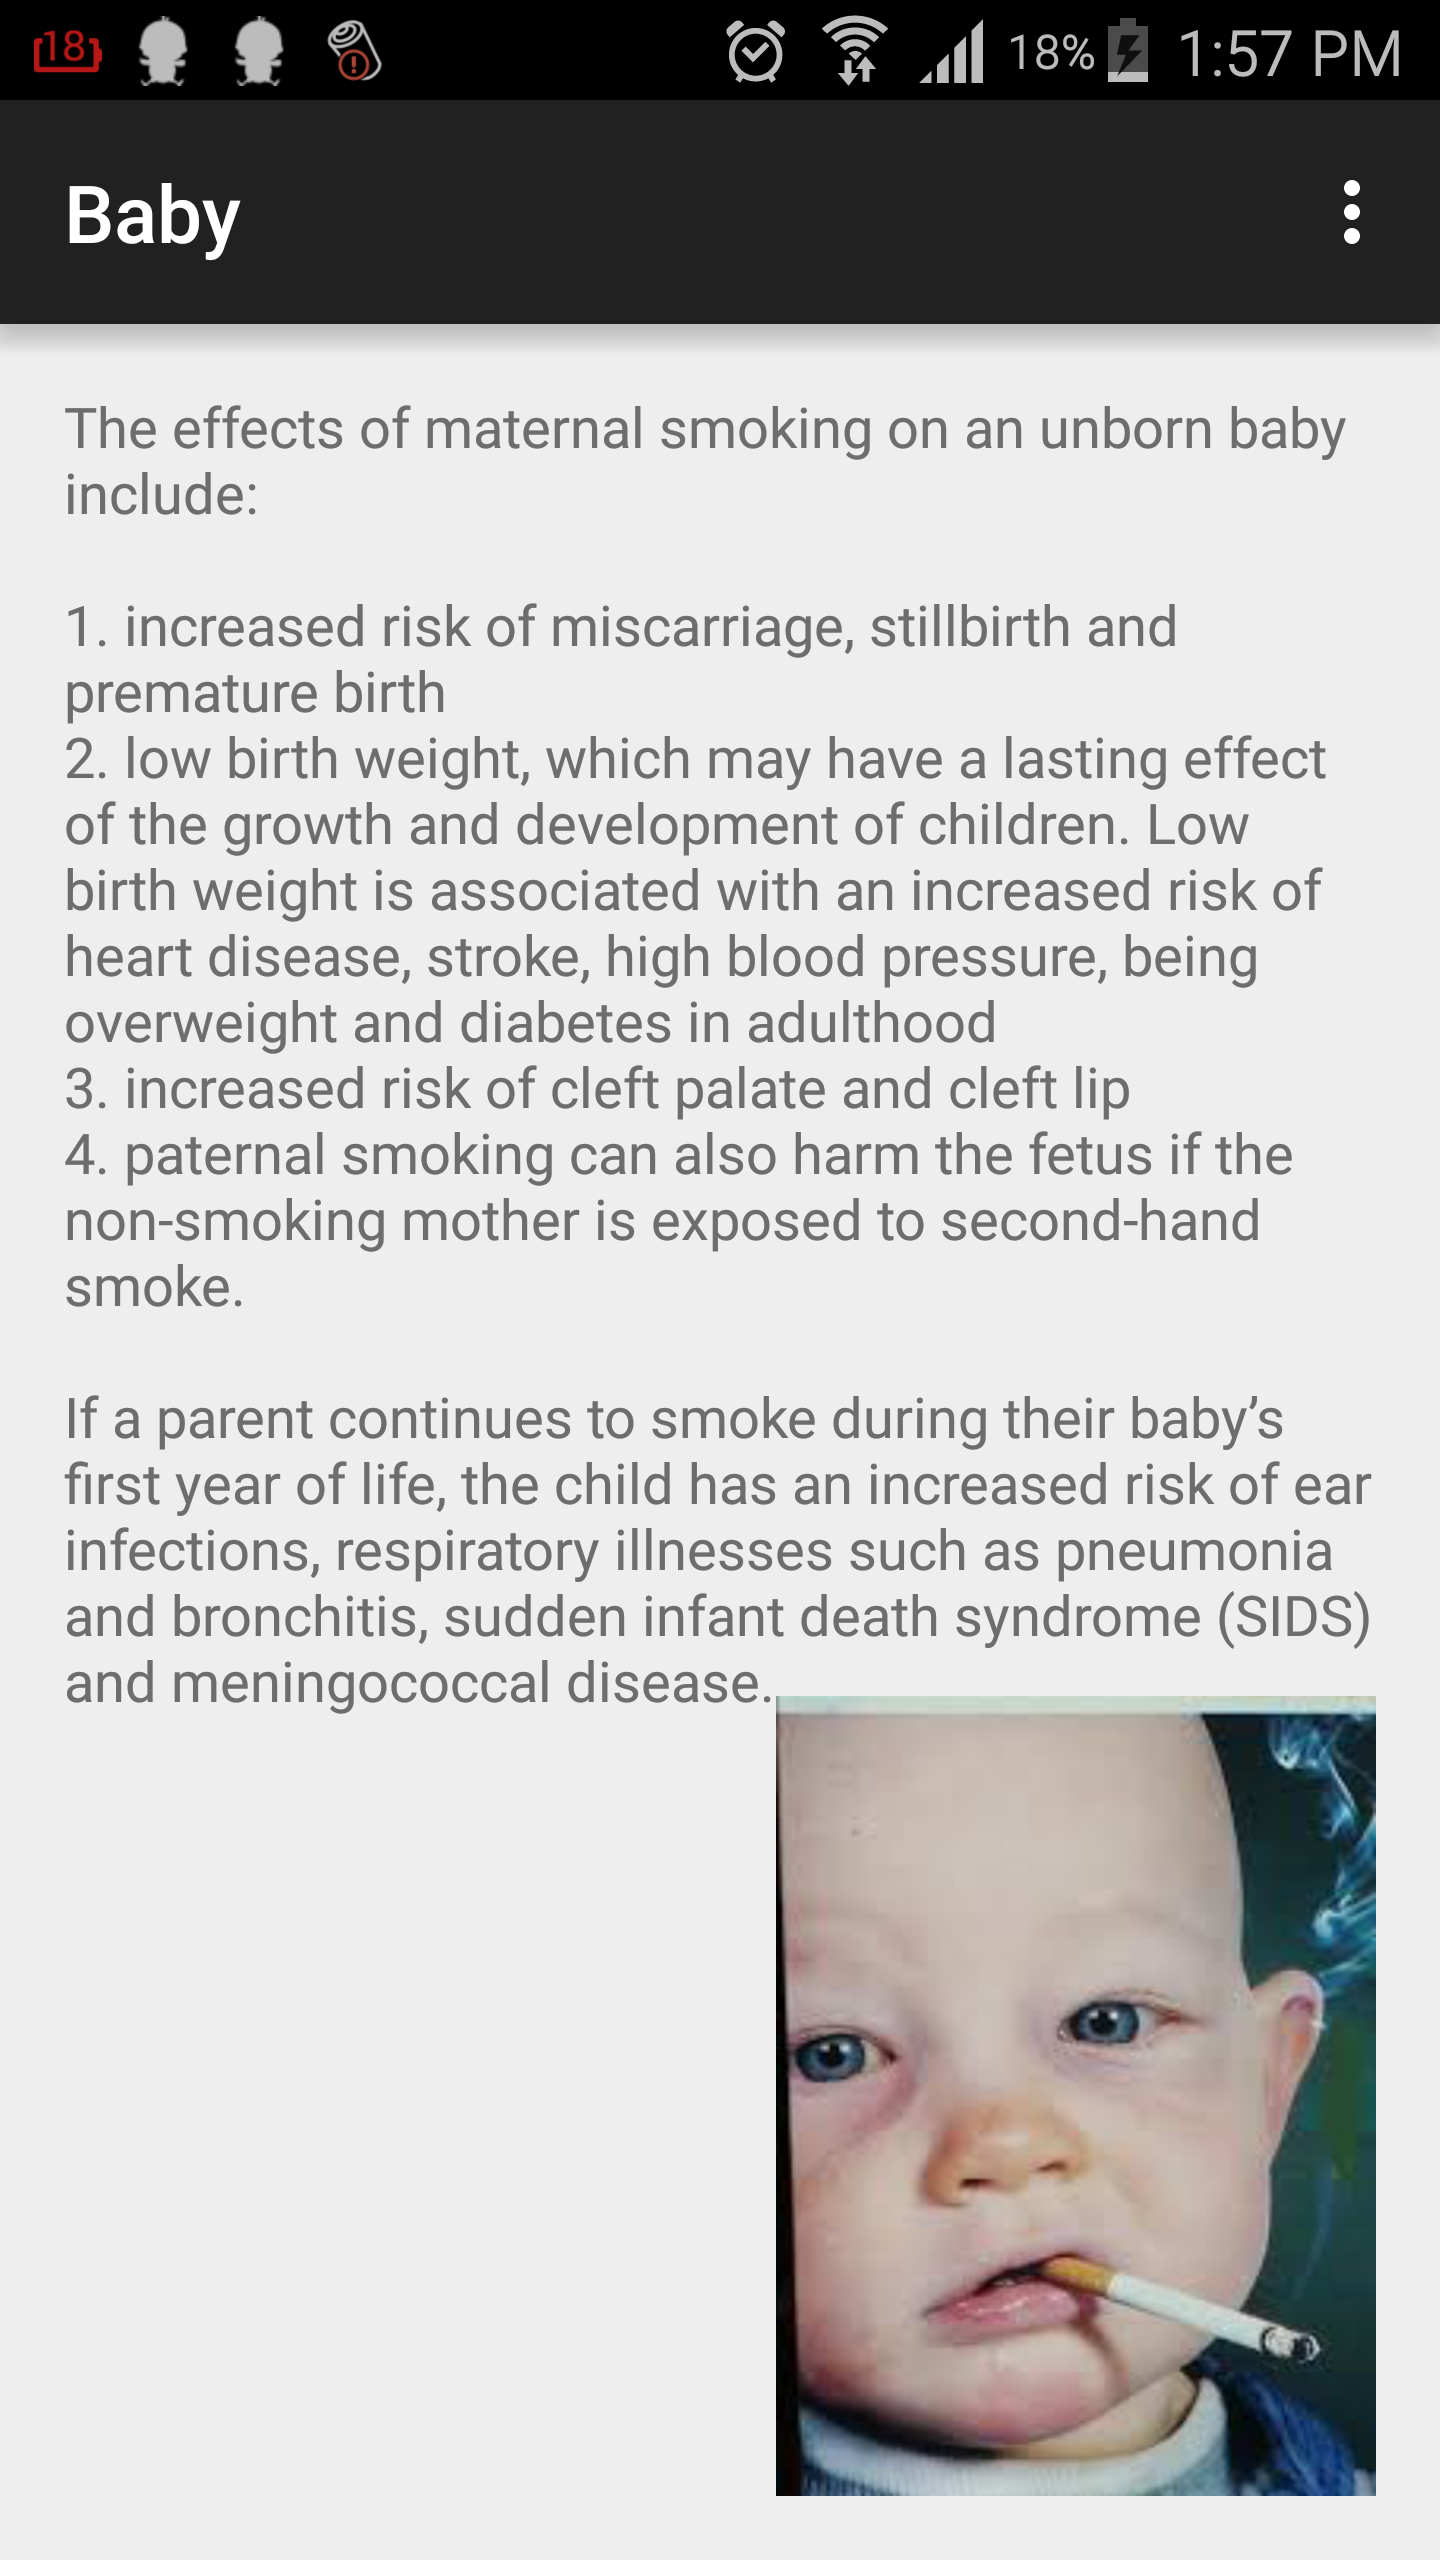 18
18%
1:57 PM
Baby
The effects of maternal smoking on an unborn baby
include:
1. increased risk of miscarriage, stillbirth and
premature birth
2. low birth weight, which may have a lasting effect
of the growth and development of children. Low
birth weight is associated with an increased risk of
heart disease, stroke, high blood pressure, being
overweight and diabetes in adulthood
3. increased risk of cleft palate and cleft lip
4. paternal smoking can also harm the fetus if the
non-smoking mother is exposed to second-hand
smoke.
If a parent continues to smoke during their baby’s
first year of life, the child has an increased risk of ear
infections, respiratory illnesses such as pneumonia
and bronchitis, sudden infant death syndrome (SIDS)
and meningococcal disease.